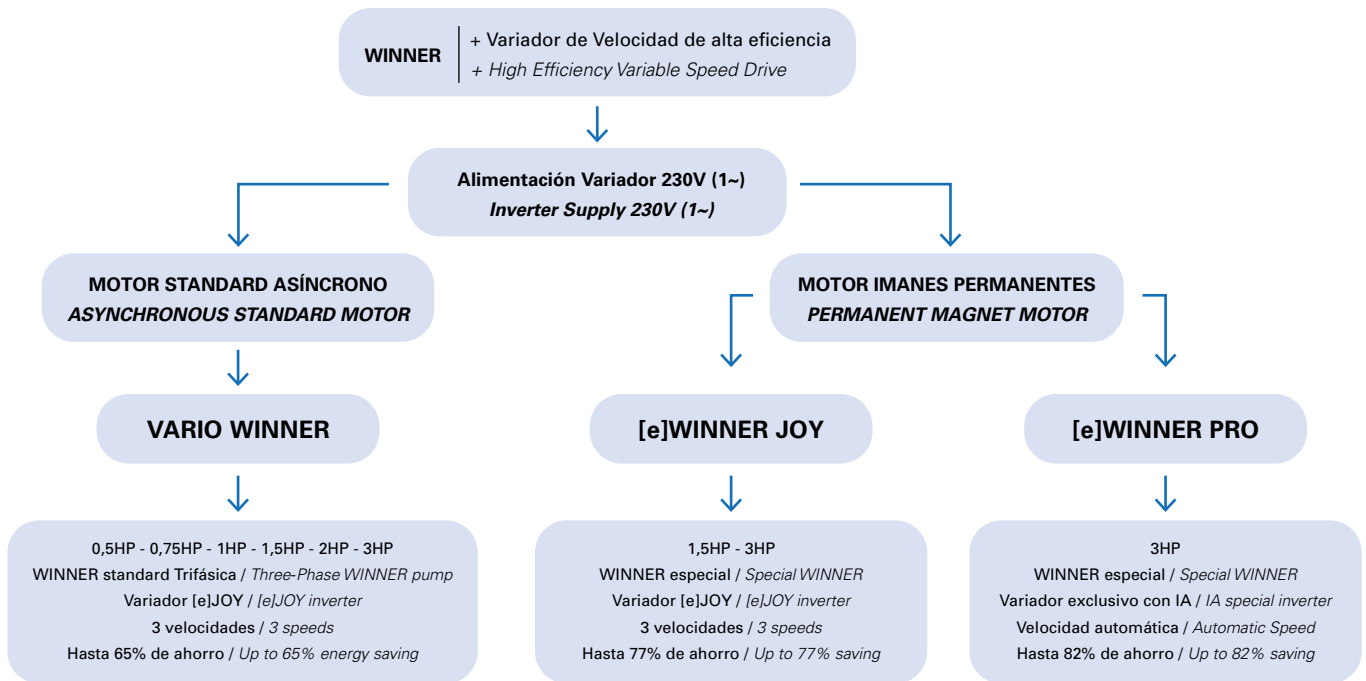 WINNER
+ Variador de Velocidad de alta eficiencia
+ High Efficiency Variable Speed Drive
Alimentación Variador 230V (1~)
Inverter Supply 230V (1~)
MOTOR STANDARD ASÍNCRONO
ASYNCHRONOUS STANDARD MOTOR
MOTOR IMANES PERMANENTES
PERMANENT MAGNET MOTOR
VARIO WINNER
[e]WINNER JOY
[e]WINNER PRO
0,5HP - 0,75HP - 1HP - 1,5HP - 2HP - 3HP
WINNER standard Trifásica / Three-Phase WINNER pump
Variador [e]JOY / [e]JOY inverter
3 velocidades / 3 speeds
Hasta 65% de ahorro / Up to 65% energy saving
1,5HP - 3HP
WINNER especial / Special WINNER
Variador [e]JOY / [e]JOY inverter
3 velocidades / 3 speeds
Hasta 77% de ahorro / Up to 77% saving
3HP
WINNER especial / Special WINNER
Variador exclusivo con IA / IA special inverter
Velocidad automática / Automatic Speed
Hasta 82% de ahorro / Up to 82% saving